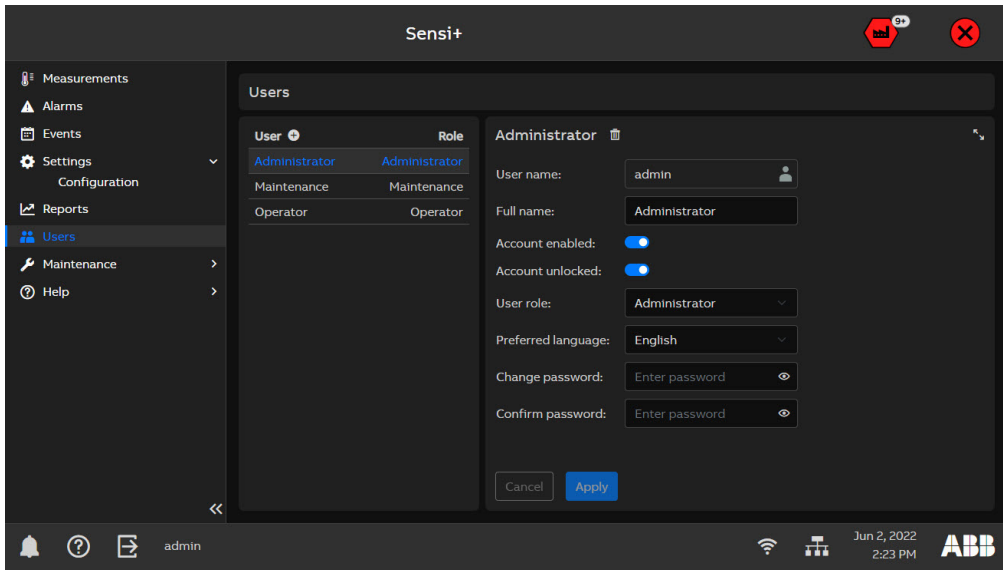 Sensi+
9+
Measurements
Alarms
Events
Settings
Configuration
Reports
Users
Maintenance
Help
Users
User Role
Administrator Administrator
Maintenance Maintenance
Operator Operator
Administrator
User name: admin
Full name: Administrator
Account enabled:
Account unlocked:
User role: Administrator
Preferred language: English
Change password: Enter password
Confirm password: Enter password
Cancel Apply
admin
Jun 2, 2022
2:23 PM
ABB